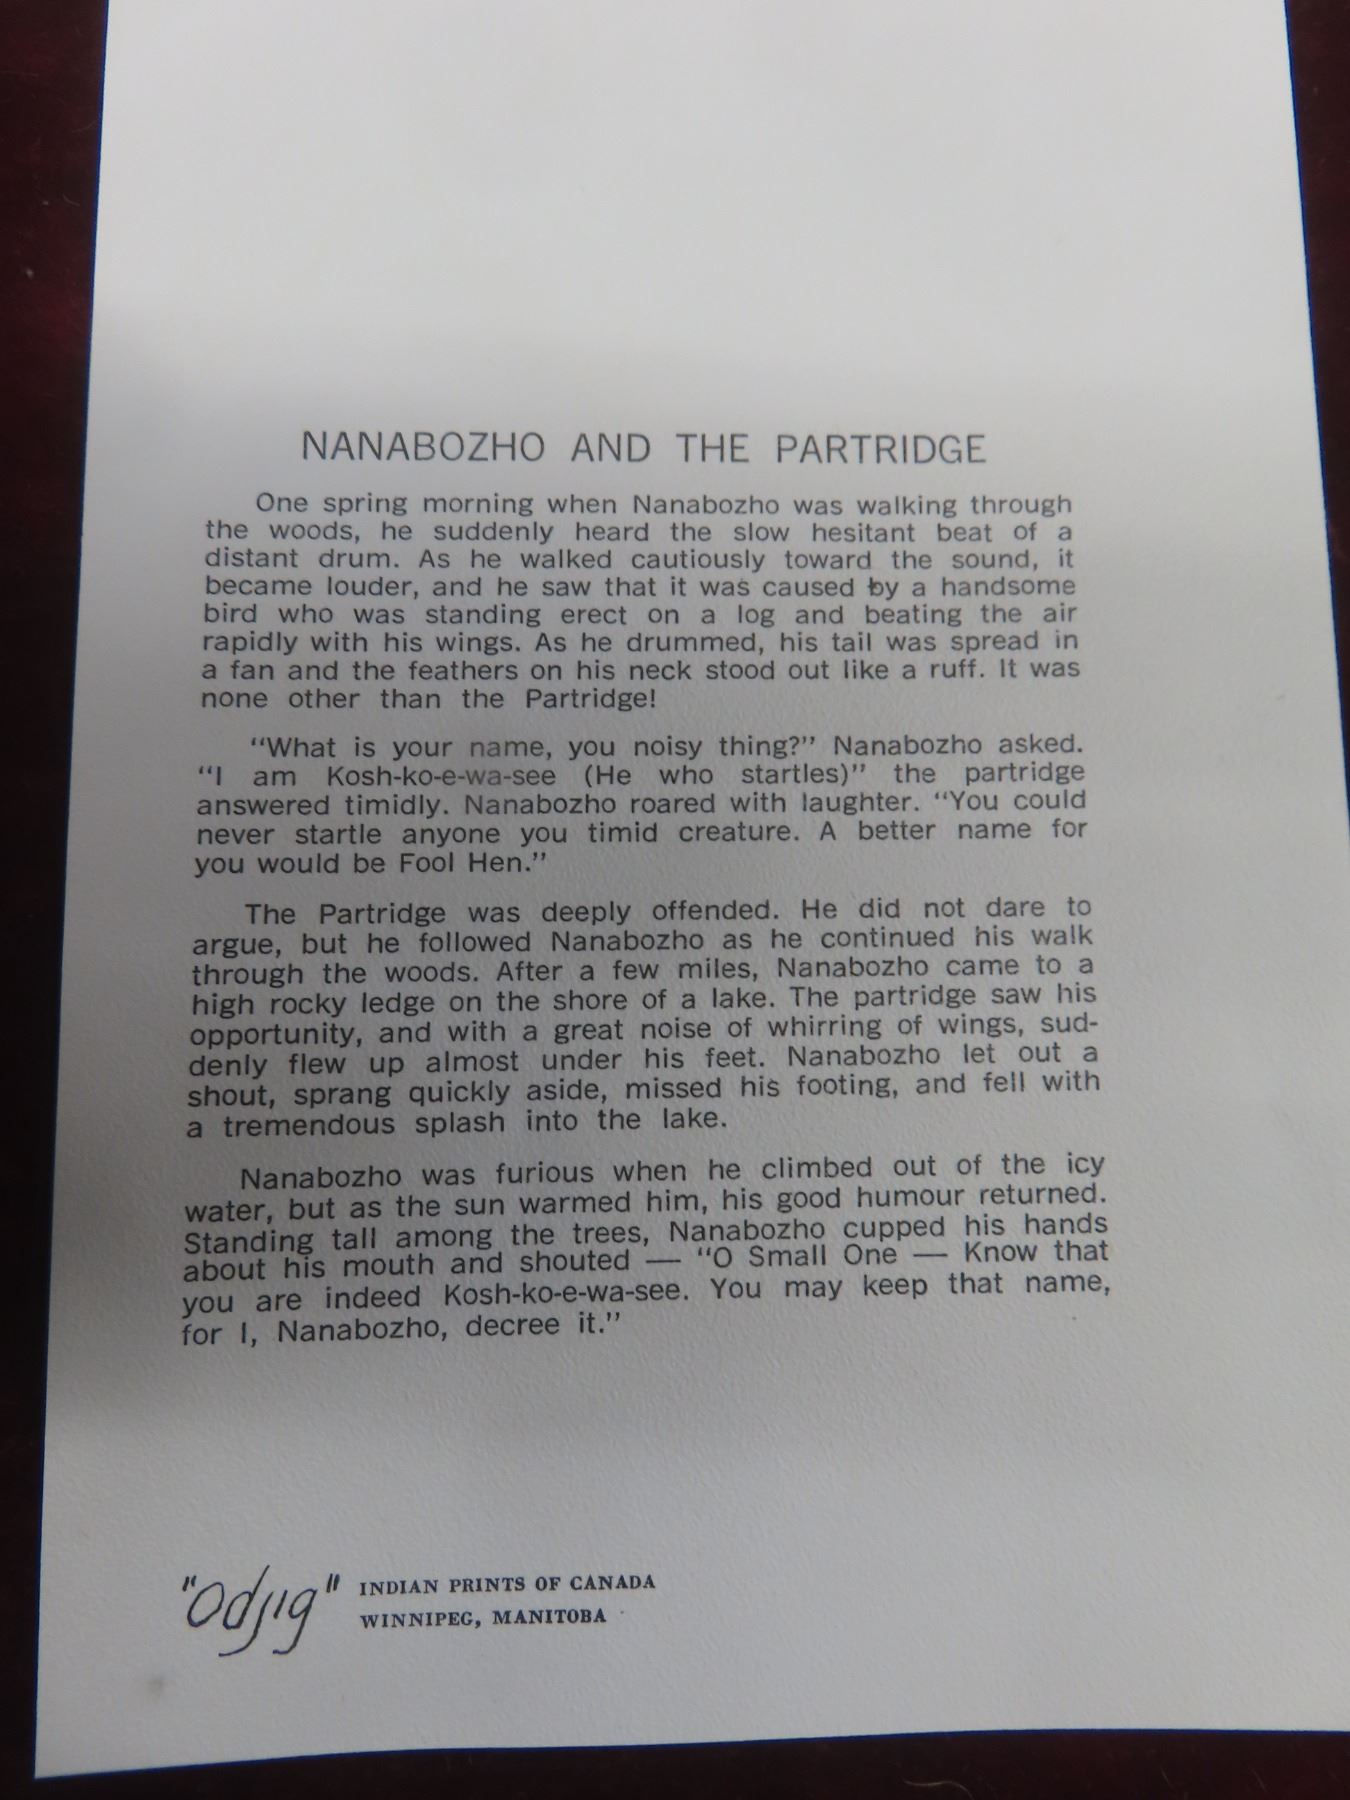 NANABOZHO AND THE PARTRIDGE
One spring morning when Nanabozho was walking through
the woods, he suddenly heard the slow hesitant beat of a
distant drum. As he walked cautiously toward the sound, it
became louder, and he saw that it was caused by a handsome
bird who was standing erect on a log and beating the air
rapidly with his wings. As he drummed, his tail was spread in
a fan and the feathers on his neck stood out like a ruff. It was
none other than the Partridge!
“What is your name, you noisy thing?” Nanabozho asked.
“I am Kosh-ko-e-wa-see (He who startles)” the partridge
answered timidly. Nanabozho roared with laughter. “You could
never startle anyone you timid creature. A better name for
you would be Fool Hen.”
The Partridge was deeply offended. He did not dare to
argue, but he followed Nanabozho as he continued his walk
through the woods. After a few miles, Nanabozho came to a
high rocky ledge on the shore of a lake. The partridge saw his
opportunity, and with a great noise of whirring of wings, sud-
denly flew up almost under his feet. Nanabozho let out a
shout, sprang quickly aside, missed his footing, and fell with
a tremendous splash into the lake.
Nanabozho was furious when he climbed out of the icy
water, but as the sun warmed him, his good humour returned.
Standing tall among the trees, Nanabozho cupped his hands
about his mouth and shouted — “O Small One — Know that
you are indeed Kosh-ko-e-wa-see. You may keep that name,
for I, Nanabozho, decree it.”
"Odjig" INDIAN PRINTS OF CANADA
WINNIPEG, MANITOBA